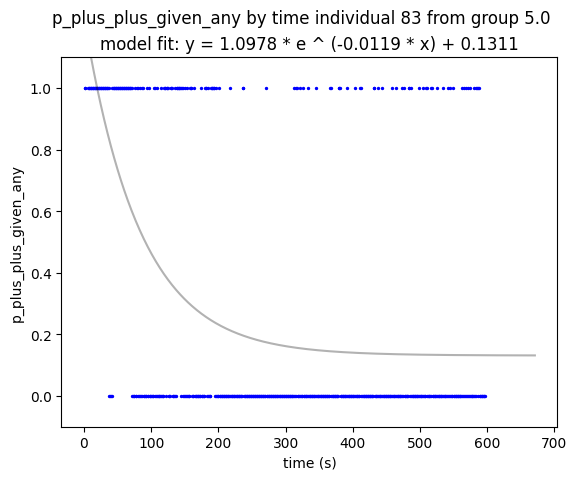 p_plus_plus_given_any by time individual 83 from group 5.0
model fit: y = 1.0978 * e ^ (-0.0119 * x) + 0.1311
1.0
0.8
0.6
0.4
0.2
0.0
p_plus_plus_given_any
0 100 200 300 400 500 600 700
time (s)